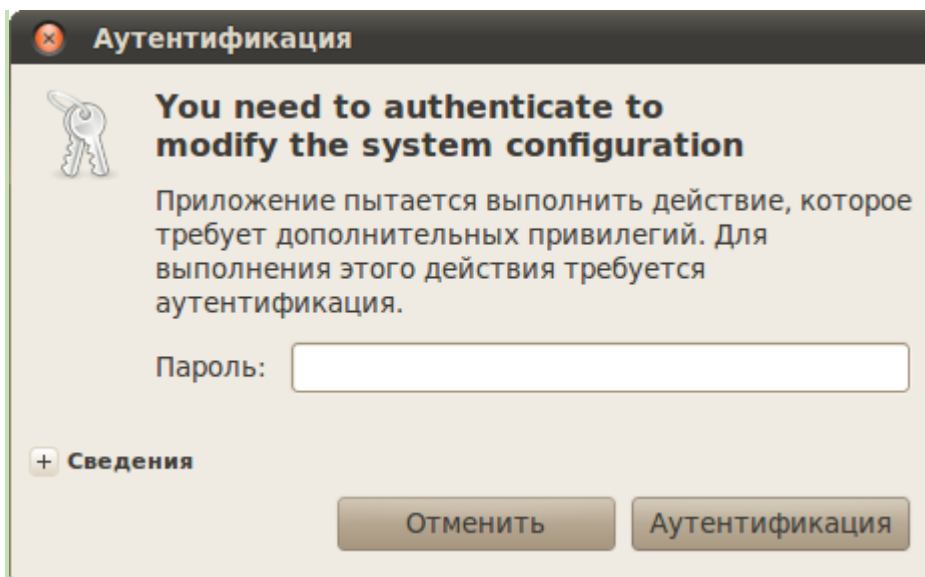 Аутентификация
You need to authenticate to
modify the system configuration
Приложение пытается выполнить действие, которое
требует дополнительных привилегий. Для
выполнения этого действия требуется
аутентификация.
Пароль:
+ Сведения
Отменить
Аутентификация